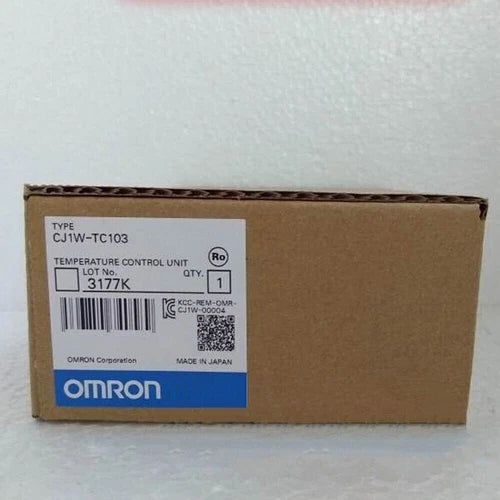 TYPE
CJ1W-TC103
Ro
TEMPERATURE CONTROL UNIT
LOT No. QTY.
3177K 1
KCC-REM-OMR-
CJ1W-00004
OMRON Corporation MADE IN JAPAN
OMRON